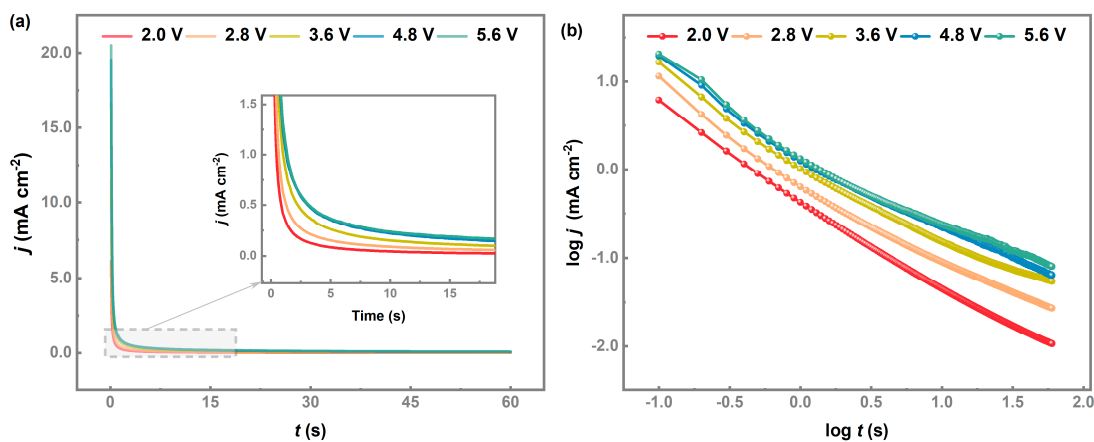 (a)
2.0 V 2.8 V 3.6 V 4.8 V 5.6 V
20.0
15.0
10.0
5.0
0.0
j (mA cm-2)
0 15 30 45 60
t (s)
1.5
1.0
0.5
0.0
j (mA cm-2)
0 5 10 15
Time (s)
(b)
2.0 V 2.8 V 3.6 V 4.8 V 5.6 V
1.0
0.0
-1.0
-2.0
log j (mA cm-2)
-1.0 -0.5 0.0 0.5 1.0 1.5 2.0
log t (s)